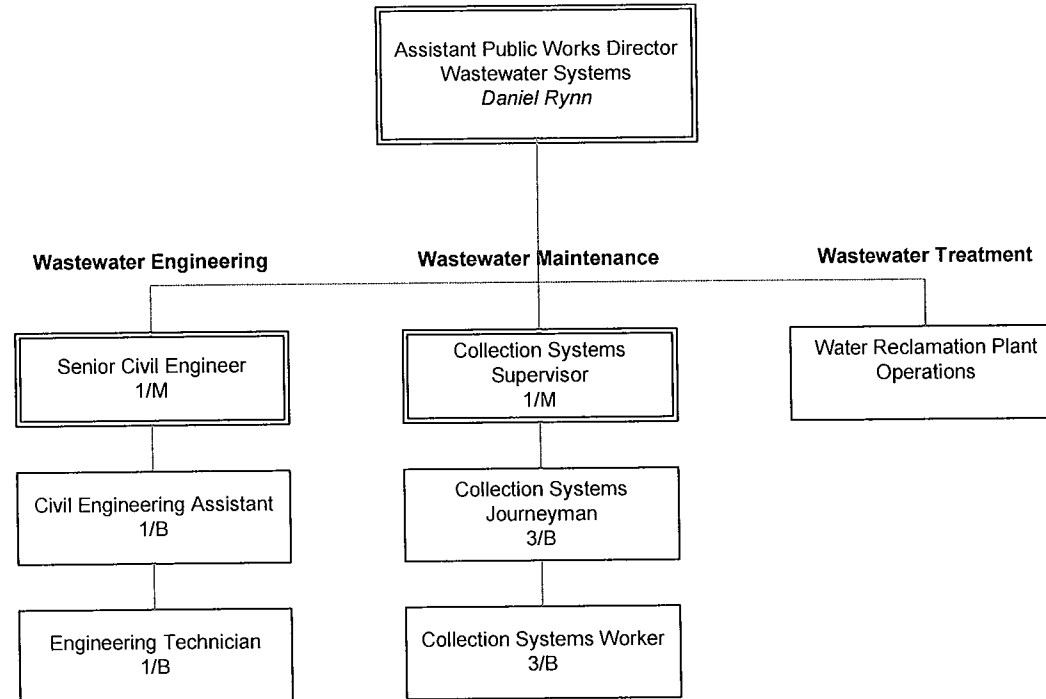 Assistant Public Works Director
Wastewater Systems
Daniel Rynn
Wastewater Engineering
Wastewater Maintenance
Wastewater Treatment
Senior Civil Engineer
1/M
Collection Systems
Supervisor
1/M
Water Reclamation Plant
Operations
Civil Engineering Assistant
1/B
Collection Systems
Journeyman
3/B
Engineering Technician
1/B
Collection Systems Worker
3/B